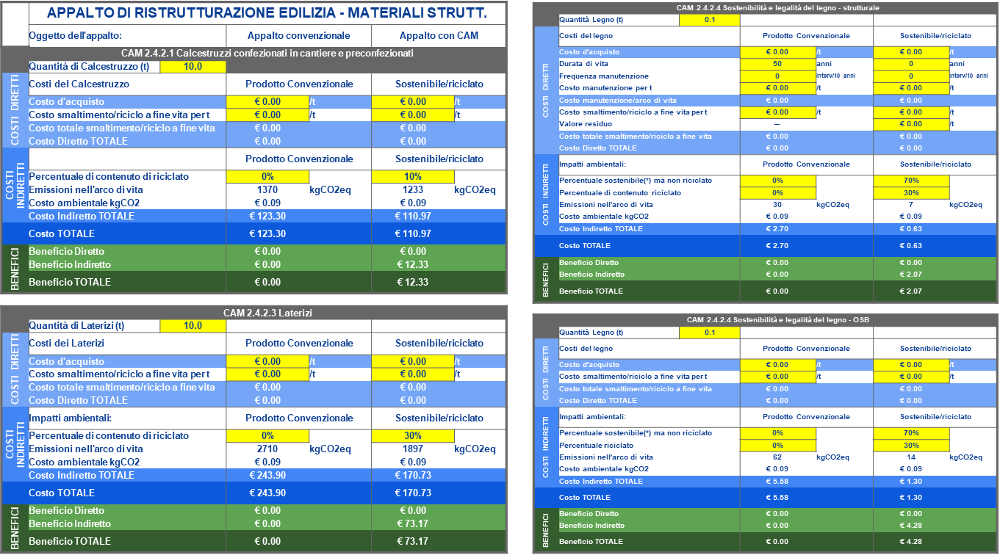 APPALTO DI RISTRUTTURAZIONE EDILIZIA - MATERIALI STRUTT.
Oggetto dell'appalto: Appalto convenzionale Appalto con CAM
CAM 2.4.2.1 Calcestruzzi confezionati in cantiere e preconfezionati
Quantità di Calcestruzzo (t) 10.0
COSTI DIRETTI
Costi del Calcestruzzo Prodotto Convenzionale Sostenibile/riciclato
Costo d'acquisto € 0.00 /t € 0.00 /t
Costo smaltimento/riciclo a fine vita per t € 0.00 /t € 0.00 /t
Costo totale smaltimento/riciclo a fine vita € 0.00 € 0.00
Costo Diretto TOTALE € 0.00 € 0.00
COSTI INDIRETTI
Prodotto Convenzionale Sostenibile/riciclato
Percentuale di contenuto di riciclato 0% 10%
Emissioni nell'arco di vita 1370 kgCO2eq 1233 kgCO2eq
Costo ambientale kgCO2 € 0.09 € 0.09
Costo Indiretto TOTALE € 123.30 € 110.97
Costo TOTALE € 123.30 € 110.97
BENEFICI
Beneficio Diretto € 0.00 € 0.00
Beneficio Indiretto € 0.00 € 12.33
Beneficio TOTALE € 0.00 € 12.33
CAM 2.4.2.3 Laterizi
Quantità di Laterizi (t) 10.0
COSTI DIRETTI
Costi dei Laterizi Prodotto Convenzionale Sostenibile/riciclato
Costo d'acquisto € 0.00 /t € 0.00 /t
Costo smaltimento/riciclo a fine vita per t € 0.00 /t € 0.00 /t
Costo totale smaltimento/riciclo a fine vita € 0.00 € 0.00
Costo Diretto TOTALE € 0.00 € 0.00
COSTI INDIRETTI
Impatti ambientali: Prodotto Convenzionale Sostenibile/riciclato
Percentuale di contenuto di riciclato 0% 30%
Emissioni nell'arco di vita 2710 kgCO2eq 1897 kgCO2eq
Costo ambientale kgCO2 € 0.09 € 0.09
Costo Indiretto TOTALE € 243.90 € 170.73
Costo TOTALE € 243.90 € 170.73
BENEFICI
Beneficio Diretto € 0.00 € 0.00
Beneficio Indiretto € 0.00 € 73.17
Beneficio TOTALE € 0.00 € 73.17
CAM 2.4.2.4 Sostenibilità e legalità del legno - strutturale
Quantità Legno (t) 0.1
COSTI DIRETTI
Costi del legno Prodotto Convenzionale Sostenibile/riciclato
Costo d'acquisto € 0.00 /t € 0.00 /t
Durata di vita 50 anni 0 anni
Frequenza manutenzione 0 interv/10 anni 0 interv/10 anni
Costo manutenzione per t € 0.00 /t € 0.00 /t
Costo manutenzione/arco di vita € 0.00 € 0.00
Costo smaltimento/riciclo a fine vita per t € 0.00 /t € 0.00 /t
Valore residuo — € 0.00 /t
Costo totale smaltimento/riciclo a fine vita € 0.00 € 0.00
Costo Diretto TOTALE € 0.00 € 0.00
COSTI INDIRETTI
Impatti ambientali: Prodotto Convenzionale Sostenibile/riciclato
Percentuale sostenibile(*) ma non riciclato 0% 70%
Percentuale di contenuto riciclato 0% 30%
Emissioni nell'arco di vita 30 kgCO2eq 7 kgCO2eq
Costo ambientale kgCO2 € 0.09 € 0.09
Costo Indiretto TOTALE € 2.70 € 0.63
Costo TOTALE € 2.70 € 0.63
BENEFICI
Beneficio Diretto € 0.00 € 0.00
Beneficio Indiretto € 0.00 € 2.07
Beneficio TOTALE € 0.00 € 2.07
CAM 2.4.2.4 Sostenibilità e legalità del legno - OSB
Quantità Legno (t) 0.1
COSTI DIRETTI
Costi del legno Prodotto Convenzionale Sostenibile/riciclato
Costo d'acquisto € 0.00 /t € 0.00 /t
Costo smaltimento/riciclo a fine vita per t € 0.00 /t € 0.00 /t
Costo totale smaltimento/riciclo a fine vita € 0.00 € 0.00
Costo Diretto TOTALE € 0.00 € 0.00
COSTI INDIRETTI
Impatti ambientali: Prodotto Convenzionale Sostenibile/riciclato
Percentuale sostenibile(*) ma non riciclato 0% 70%
Percentuale riciclato 0% 30%
Emissioni nell'arco di vita 62 kgCO2eq 14 kgCO2eq
Costo ambientale kgCO2 € 0.09 € 0.09
Costo Indiretto TOTALE € 5.58 € 1.30
Costo TOTALE € 5.58 € 1.30
BENEFICI
Beneficio Diretto € 0.00 € 0.00
Beneficio Indiretto € 0.00 € 4.28
Beneficio TOTALE € 0.00 € 4.28